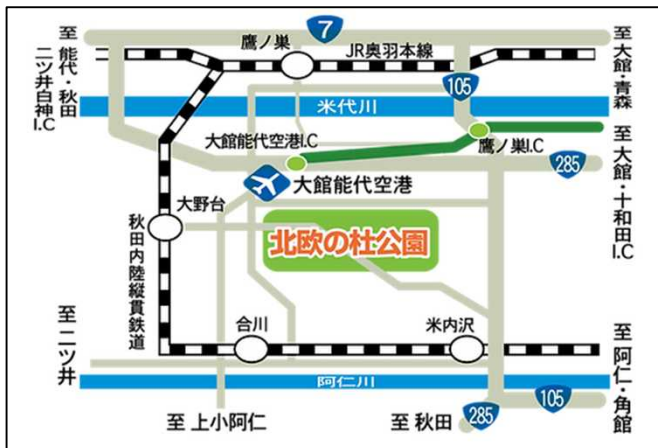 7
至 能代・秋田
二ツ井白神I.C
鷹ノ巣
JR奥羽本線
至 大館・青森
105
米代川
大館能代空港I.C
鷹ノ巣I.C
285
至 大館・十和田I.C
大館能代空港
大野台
北欧の杜公園
秋田内陸縦貫鉄道
至 二ツ井
合川
米内沢
至 阿仁・角館
阿仁川
105
至 上小阿仁
至 秋田
285